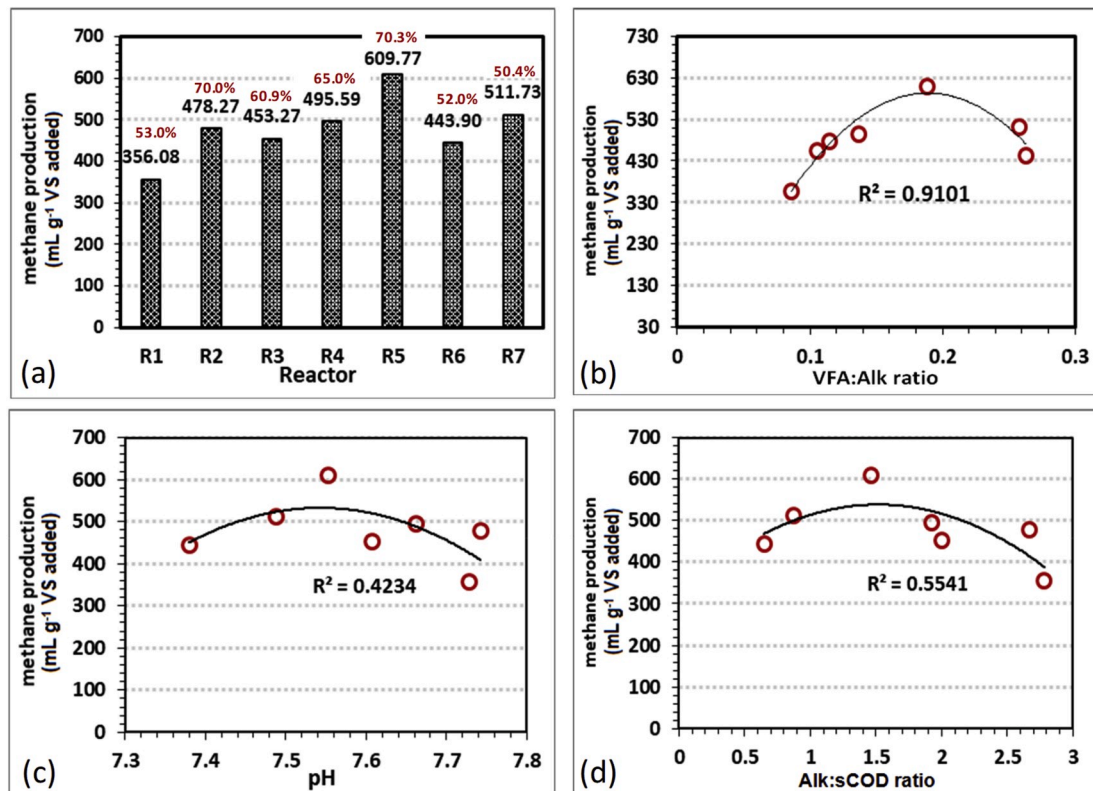 700
600
500
400
300
200
100
0
methane production
(mL g⁻¹ VS added)
53.0%
356.08
70.0%
478.27
60.9%
453.27
65.0%
495.59
70.3%
609.77
52.0%
443.90
50.4%
511.73
R1 R2 R3 R4 R5 R6 R7
Reactor
(a)
730
630
530
430
330
230
130
30
methane production
(mL g⁻¹ VS added)
R² = 0.9101
0 0.1 0.2 0.3
VFA:Alk ratio
(b)
700
600
500
400
300
200
100
0
methane production
(mL g⁻¹ VS added)
R² = 0.4234
7.3 7.4 7.5 7.6 7.7 7.8
pH
(c)
700
600
500
400
300
200
100
0
methane production
(mL g⁻¹ VS added)
R² = 0.5541
0 0.5 1 1.5 2 2.5 3
Alk:sCOD ratio
(d)